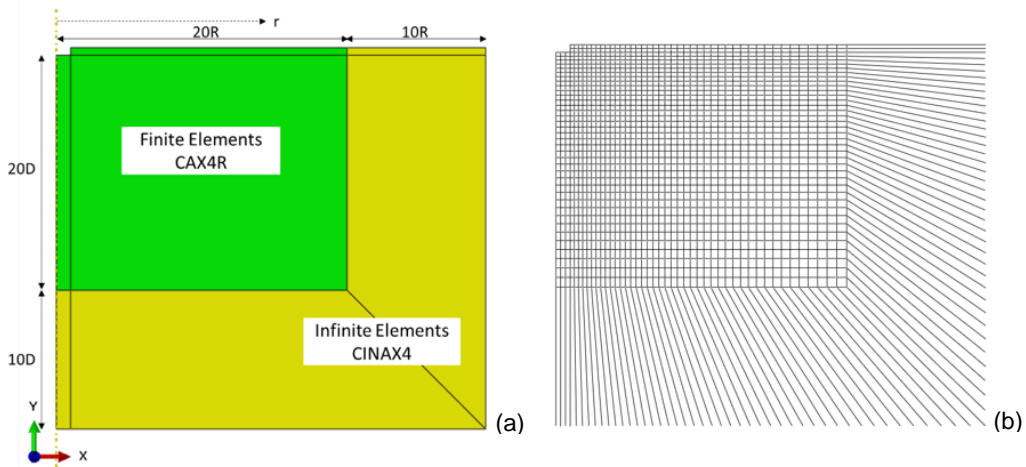 r
20R
10R
20D
Finite Elements
CAX4R
10D
Infinite Elements
CINAX4
Y
X
(a)
(b)